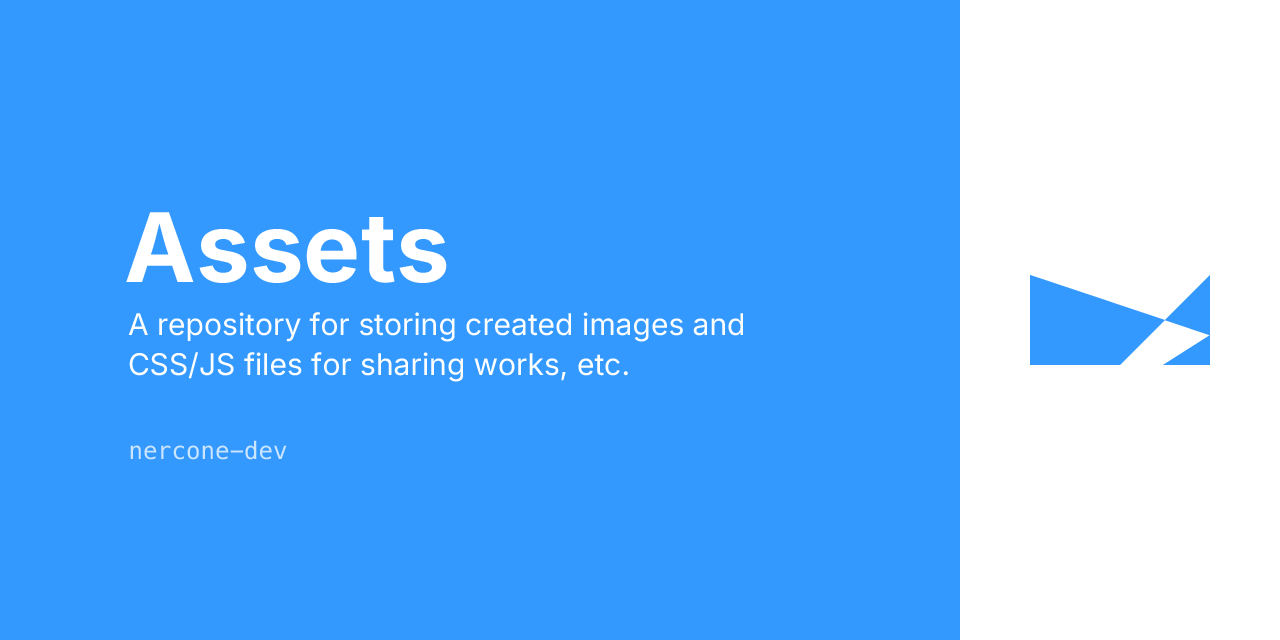 Assets
A repository for storing created images and
CSS/JS files for sharing works, etc.
nercone-dev